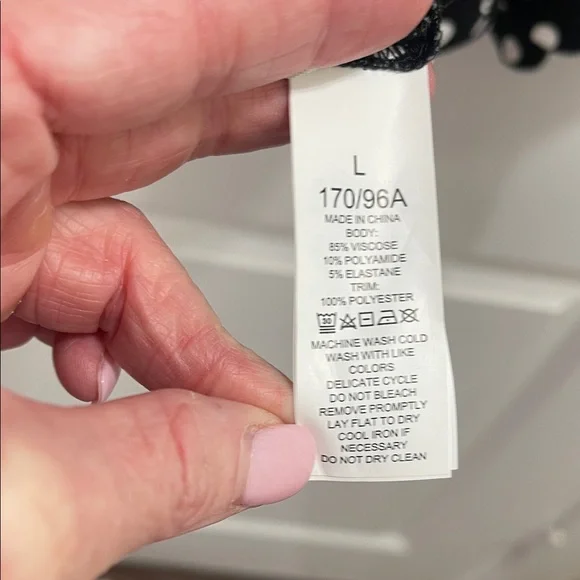 L
170/96A
MADE IN CHINA
BODY:
85% VISCOSE
10% POLYAMIDE
5% ELASTANE
TRIM:
100% POLYESTER
30
MACHINE WASH COLD
WASH WITH LIKE
COLORS
DELICATE CYCLE
DO NOT BLEACH
REMOVE PROMPTLY
LAY FLAT TO DRY
COOL IRON IF
NECESSARY
DO NOT DRY CLEAN